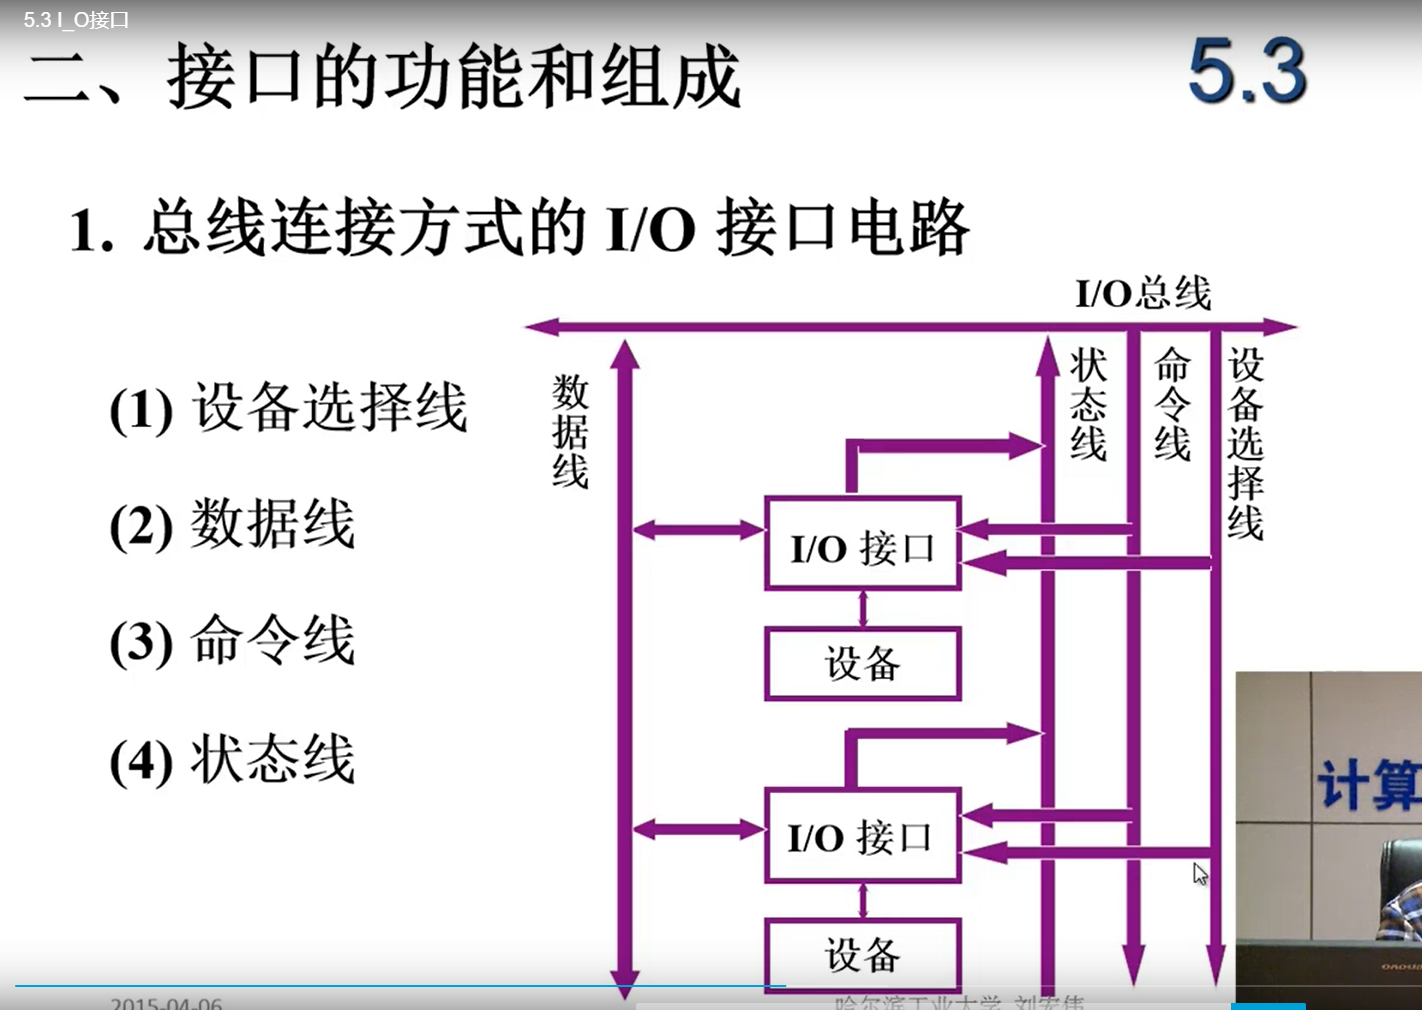 5.3 I_O接口
二、接口的功能和组成
5.3
1. 总线连接方式的 I/O 接口电路
I/O总线
(1) 设备选择线
(2) 数据线
(3) 命令线
(4) 状态线
数据线
状态线
命令线
设备选择线
I/O 接口
设备
I/O 接口
设备
计算
2015-04-06
哈尔滨工业大学 刘宏伟